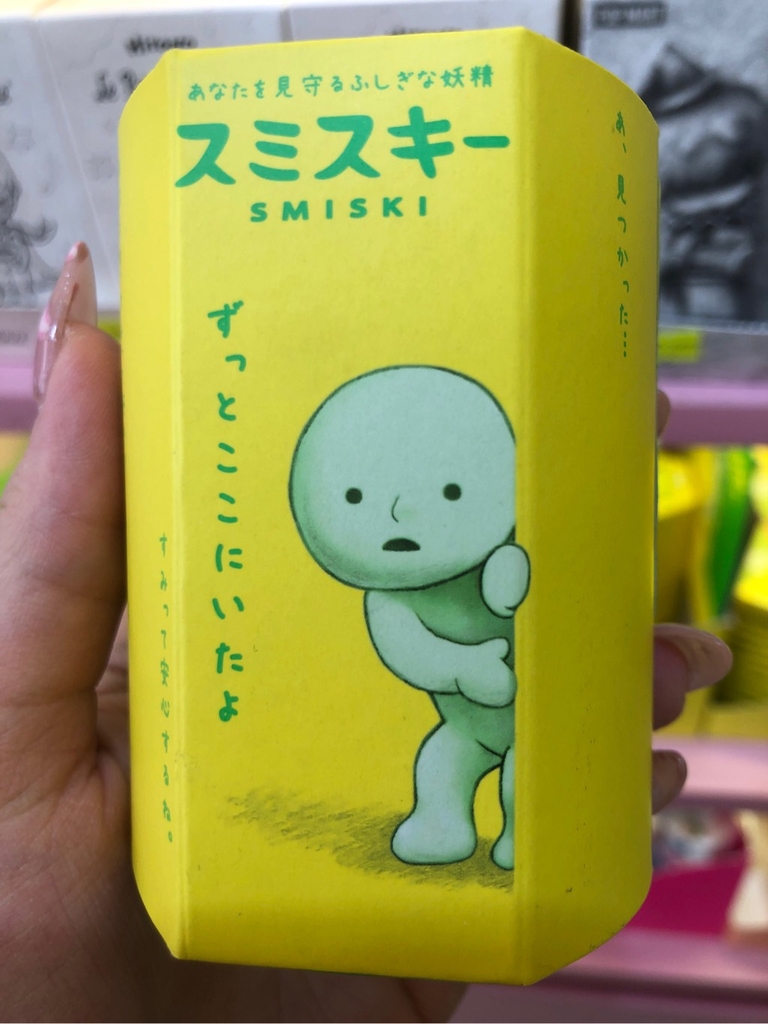 あなたを見守るふしぎな妖精
スミスキー
SMISKI
ずっとここにいたよ
すみって安心するね。
あ、見つかった…